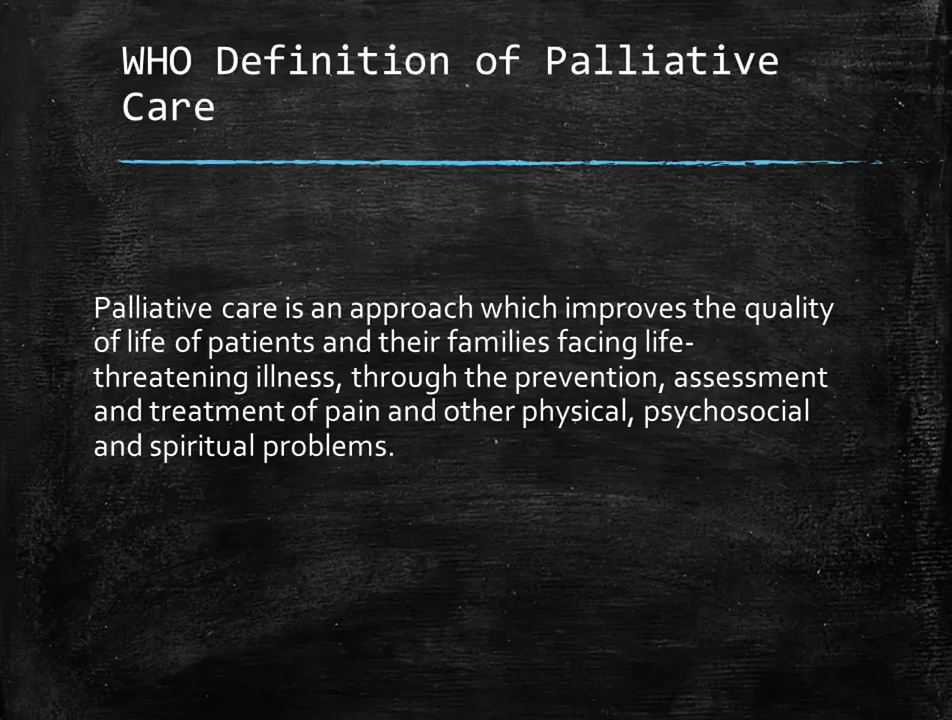 WHO Definition of Palliative
Care
Palliative care is an approach which improves the quality
of life of patients and their families facing life-
threatening illness, through the prevention, assessment
and treatment of pain and other physical, psychosocial
and spiritual problems.